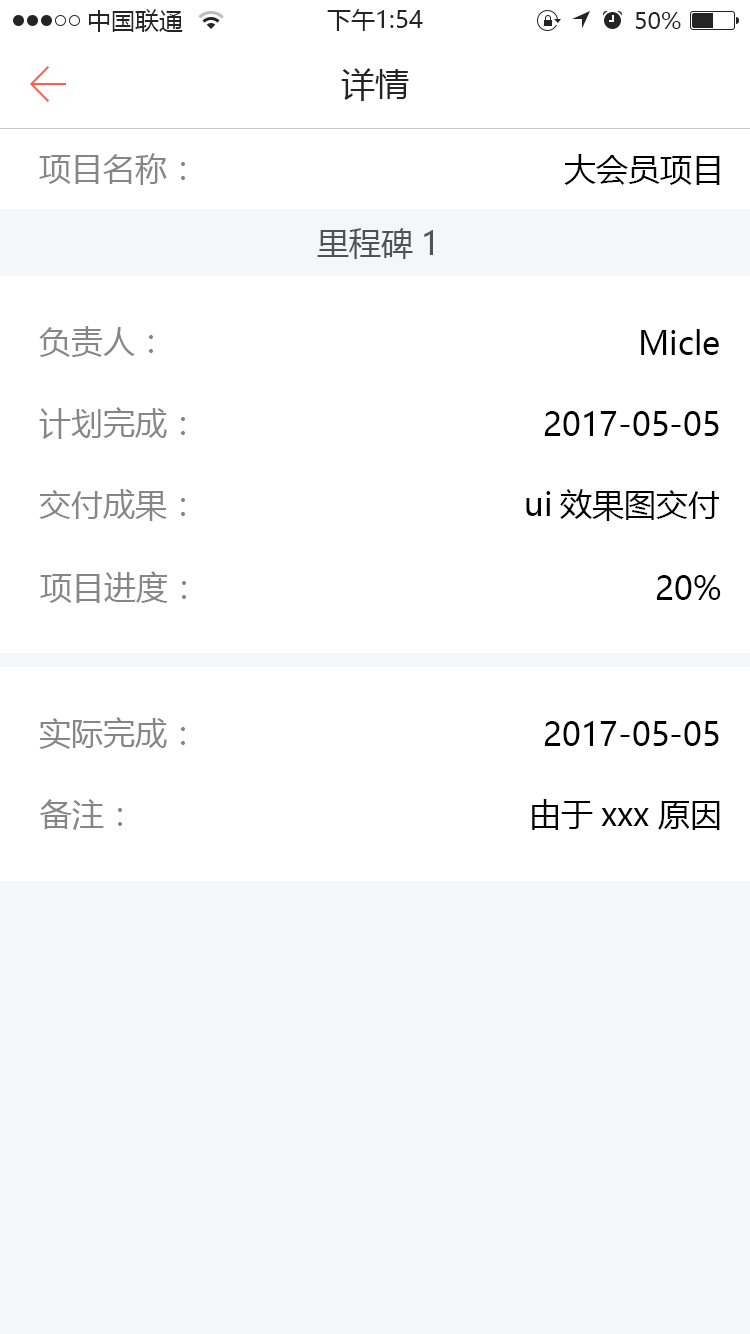 中国联通 下午1:54 50%
详情
项目名称： 大会员项目
里程碑 1
负责人： Micle
计划完成： 2017-05-05
交付成果： ui 效果图交付
项目进度： 20%
实际完成： 2017-05-05
备注： 由于 xxx 原因